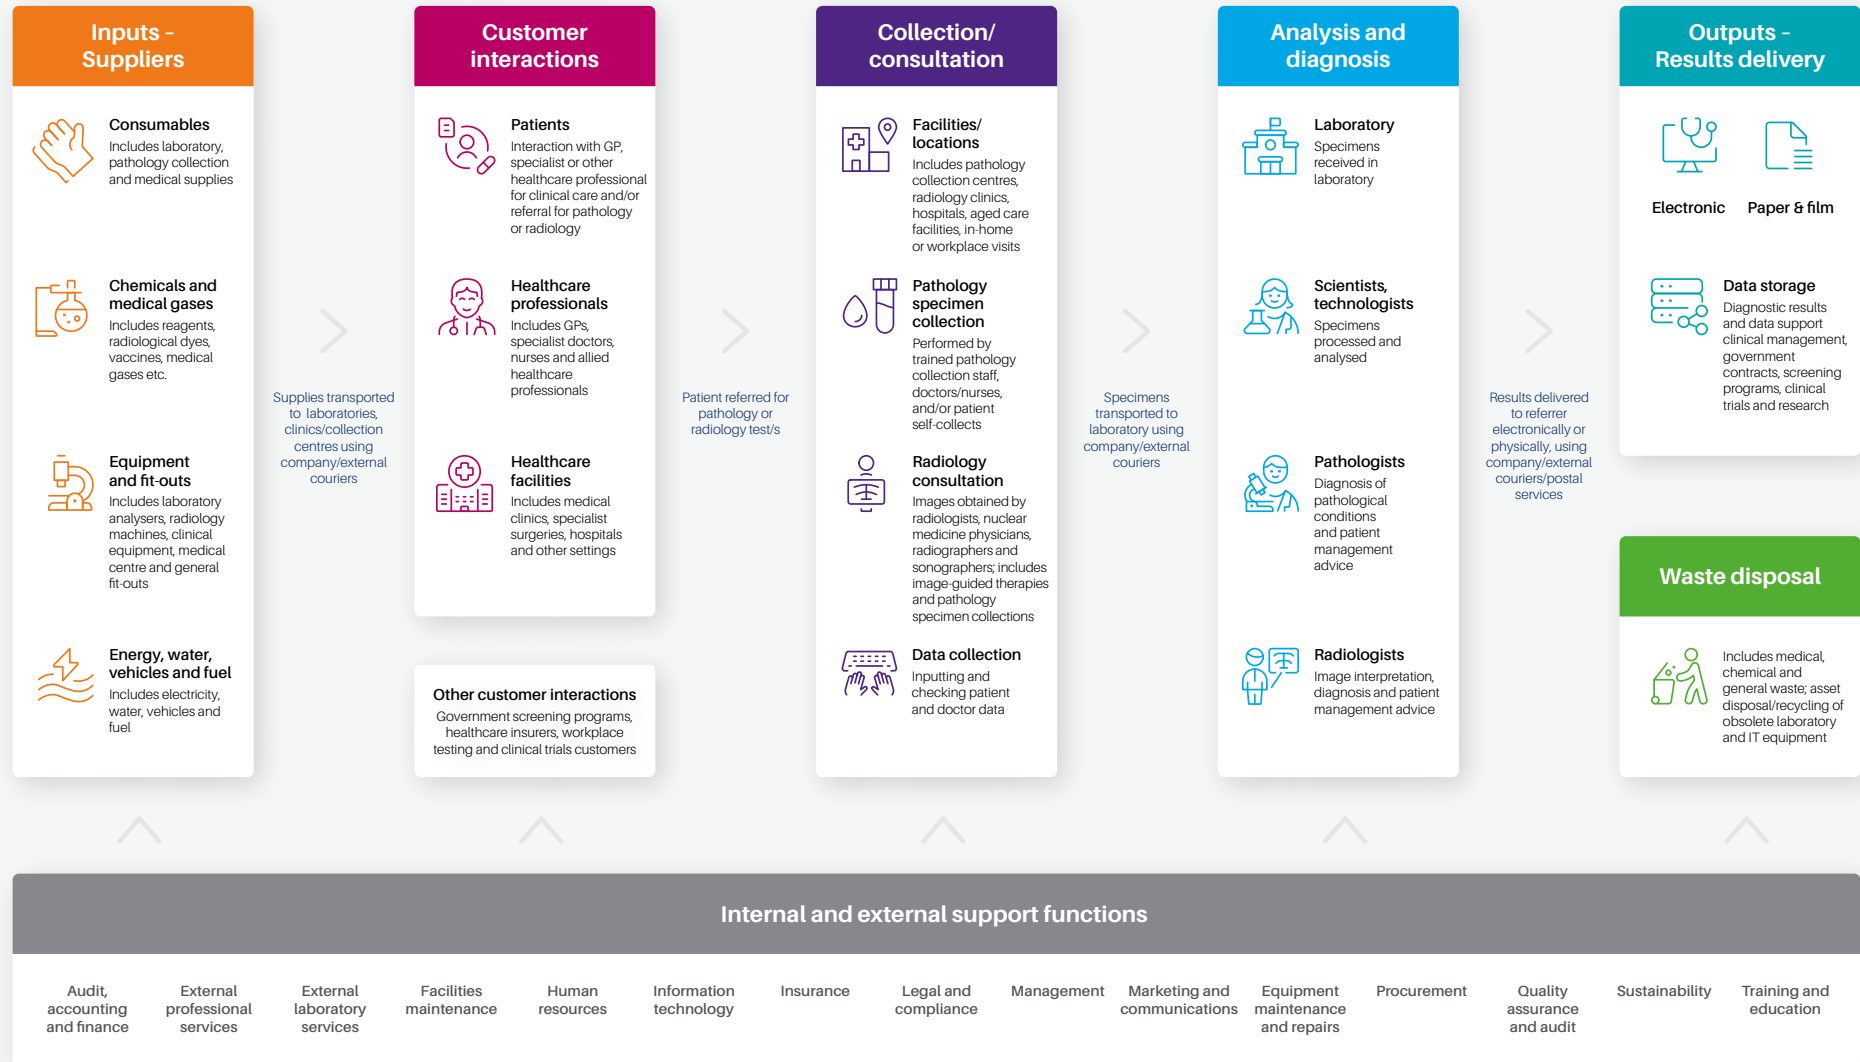 Inputs –
Suppliers
Consumables
Includes laboratory,
pathology collection
and medical supplies
Chemicals and
medical gases
Includes reagents,
radiological dyes,
vaccines, medical
gases etc.
Equipment
and fit-outs
Includes laboratory
analysers, radiology
machines, clinical
equipment, medical
centre and general
fit-outs
Energy, water,
vehicles and fuel
Includes electricity,
water, vehicles and
fuel
Supplies transported
to laboratories,
clinics/collection
centres using
company/external
couriers
Customer
interactions
Patients
Interaction with GP,
specialist or other
healthcare professional
for clinical care and/or
referral for pathology
or radiology
Healthcare
professionals
Includes GPs,
specialist doctors,
nurses and allied
healthcare
professionals
Healthcare
facilities
Includes medical
clinics, specialist
surgeries, hospitals
and other settings
Other customer interactions
Government screening programs,
healthcare insurers, workplace
testing and clinical trials customers
Patient referred for
pathology or
radiology test/s
Collection/
consultation
Facilities/
locations
Includes pathology
collection centres,
radiology clinics,
hospitals, aged care
facilities, in-home
or workplace visits
Pathology
specimen
collection
Performed by
trained pathology
collection staff,
doctors/nurses,
and/or patient
self-collects
Radiology
consultation
Images obtained by
radiologists, nuclear
medicine physicians,
radiographers and
sonographers; includes
image-guided therapies
and pathology
specimen collections
Data collection
Inputting and
checking patient
and doctor data
Specimens
transported to
laboratory using
company/external
couriers
Analysis and
diagnosis
Laboratory
Specimens
received in
laboratory
Scientists,
technologists
Specimens
processed and
analysed
Pathologists
Diagnosis of
pathological
conditions
and patient
management
advice
Radiologists
Image interpretation,
diagnosis and patient
management advice
Results delivered
to referrer
electronically or
physically, using
company/external
couriers/postal
services
Outputs –
Results delivery
Electronic
Paper & film
Data storage
Diagnostic results
and data support
clinical management,
government
contracts, screening
programs, clinical
trials and research
Waste disposal
Includes medical,
chemical and
general waste; asset
disposal/recycling of
obsolete laboratory
and IT equipment
Internal and external support functions
Audit,
accounting
and finance
External
professional
services
External
laboratory
services
Facilities
maintenance
Human
resources
Information
technology
Insurance
Legal and
compliance
Management
Marketing and
communications
Equipment
maintenance
and repairs
Procurement
Quality
assurance
and audit
Sustainability
Training and
education